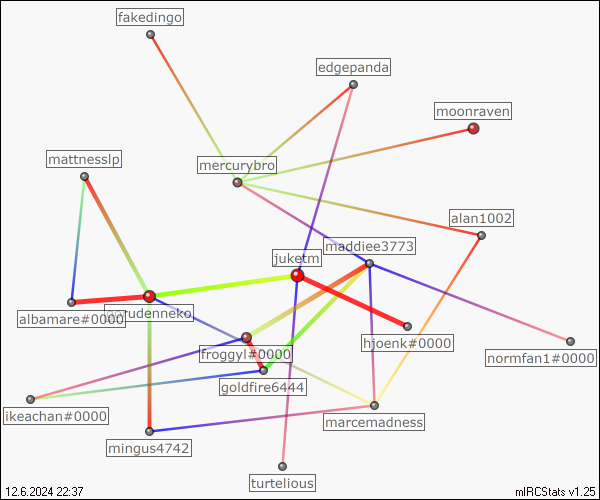 fakedingo
edgepanda
moonraven
mattnesslp
mercurybro
alan1002
maddiee3773
juketm
albamare#0000
froggyl#0000
hjoenk#0000
normfan1#0000
goldfire6444
ikeachan#0000
marcemadness
mingus4742
turtelious
12.6.2024 22:37
mIRCStats v1.25